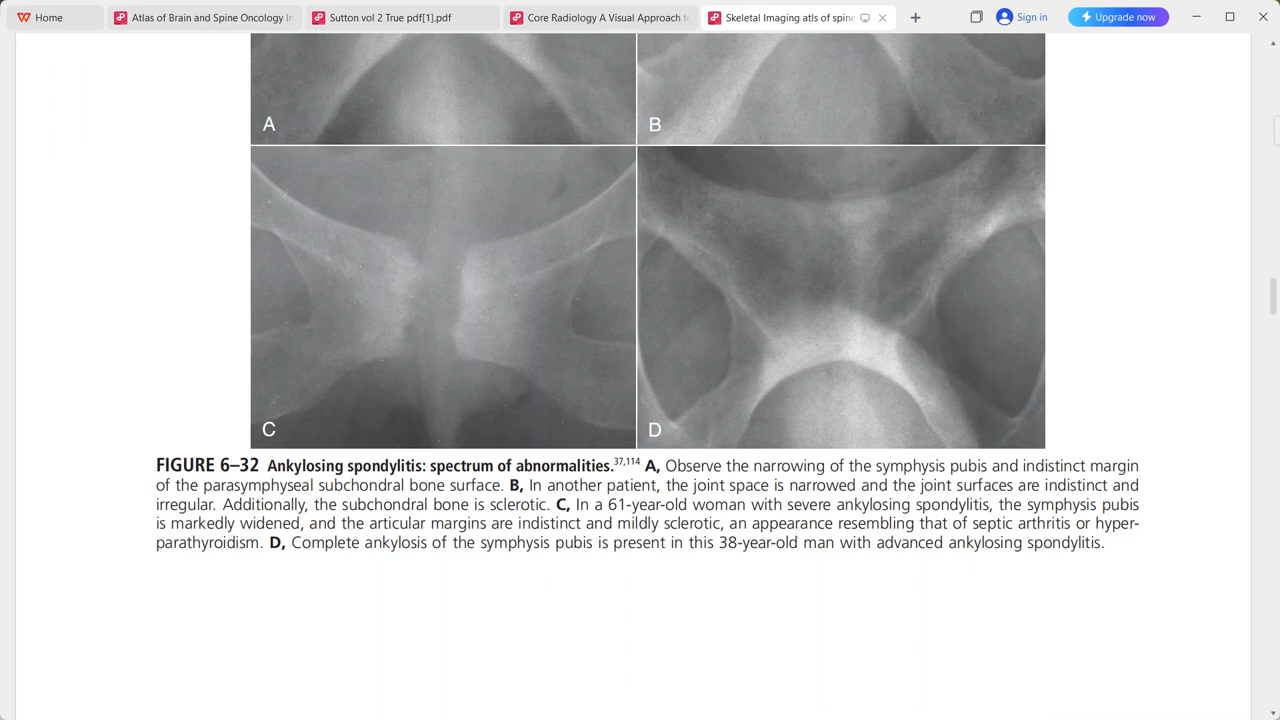 Home
Atlas of Brain and Spine Oncology
Sutton vol 2 True pdf[1].pdf
Core Radiology A Visual Approach
Skeletal Imaging atls of spine
Sign in
Upgrade now
A
B
C
D
FIGURE 6–32 Ankylosing spondylitis: spectrum of abnormalities.37,114 A, Observe the narrowing of the symphysis pubis and indistinct margin
of the parasymphyseal subchondral bone surface. B, In another patient, the joint space is narrowed and the joint surfaces are indistinct and
irregular. Additionally, the subchondral bone is sclerotic. C, In a 61-year-old woman with severe ankylosing spondylitis, the symphysis pubis
is markedly widened, and the articular margins are indistinct and mildly sclerotic, an appearance resembling that of septic arthritis or hyper-
parathyroidism. D, Complete ankylosis of the symphysis pubis is present in this 38-year-old man with advanced ankylosing spondylitis.